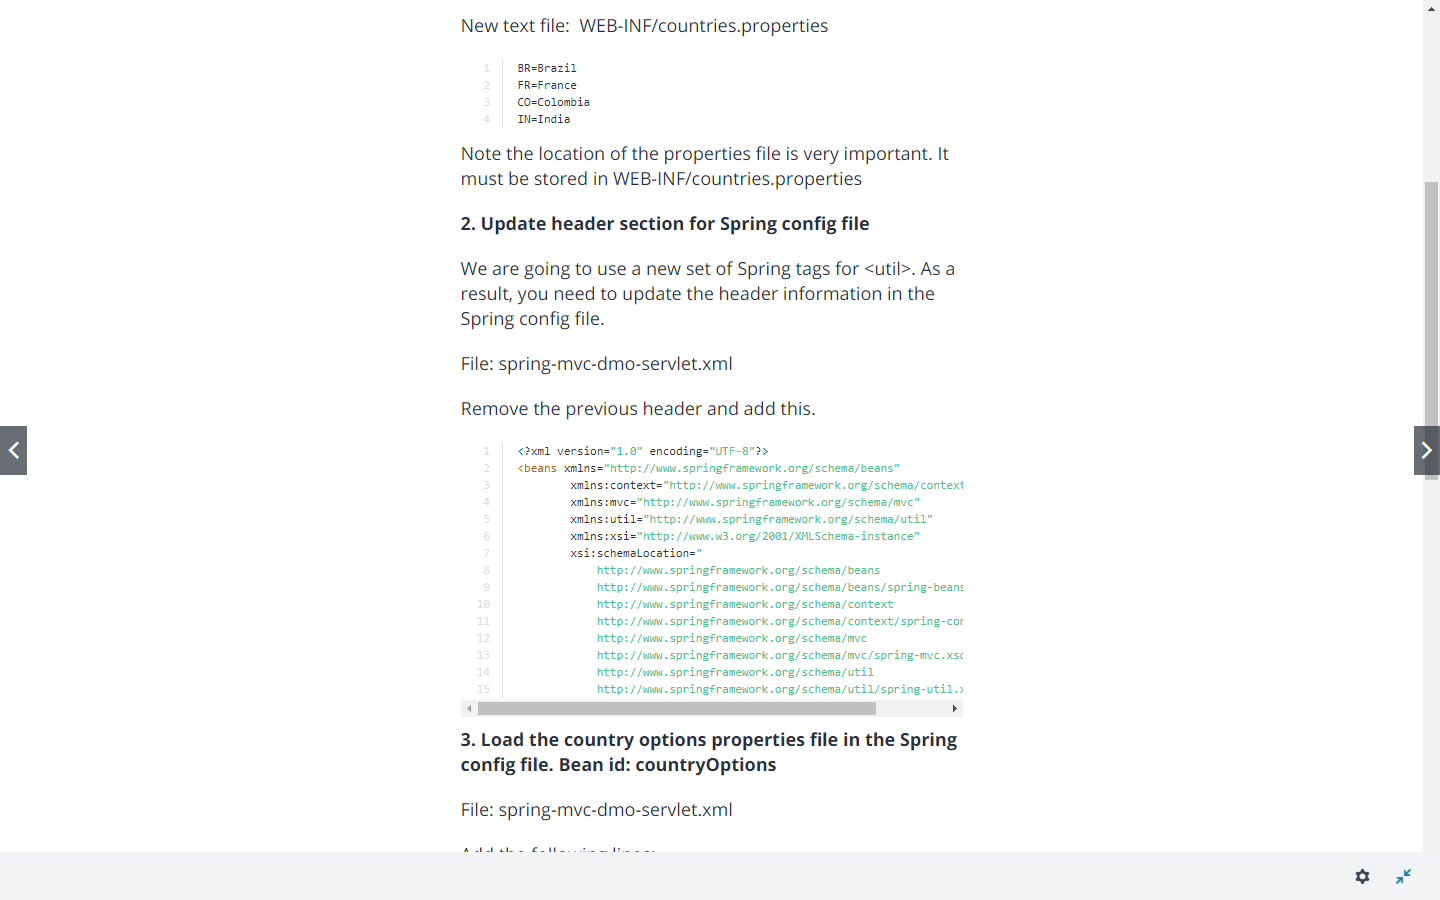 New text file:  WEB-INF/countries.properties
1 BR=Brazil
2 FR=France
3 CO=Colombia
4 IN=India
Note the location of the properties file is very important. It
must be stored in WEB-INF/countries.properties
2. Update header section for Spring config file
We are going to use a new set of Spring tags for <util>. As a
result, you need to update the header information in the
Spring config file.
File: spring-mvc-dmo-servlet.xml
Remove the previous header and add this.
1 <?xml version="1.0" encoding="UTF-8"?>
2 <beans xmlns="http://www.springframework.org/schema/beans"
3 xmlns:context="http://www.springframework.org/schema/context
4 xmlns:mvc="http://www.springframework.org/schema/mvc"
5 xmlns:util="http://www.springframework.org/schema/util"
6 xmlns:xsi="http://www.w3.org/2001/XMLSchema-instance"
7 xsi:schemaLocation="
8 http://www.springframework.org/schema/beans
9 http://www.springframework.org/schema/beans/spring-beans
10 http://www.springframework.org/schema/context
11 http://www.springframework.org/schema/context/spring-con
12 http://www.springframework.org/schema/mvc
13 http://www.springframework.org/schema/mvc/spring-mvc.xsd
14 http://www.springframework.org/schema/util
15 http://www.springframework.org/schema/util/spring-util.x
3. Load the country options properties file in the Spring
config file. Bean id: countryOptions
File: spring-mvc-dmo-servlet.xml
Add the following lines: